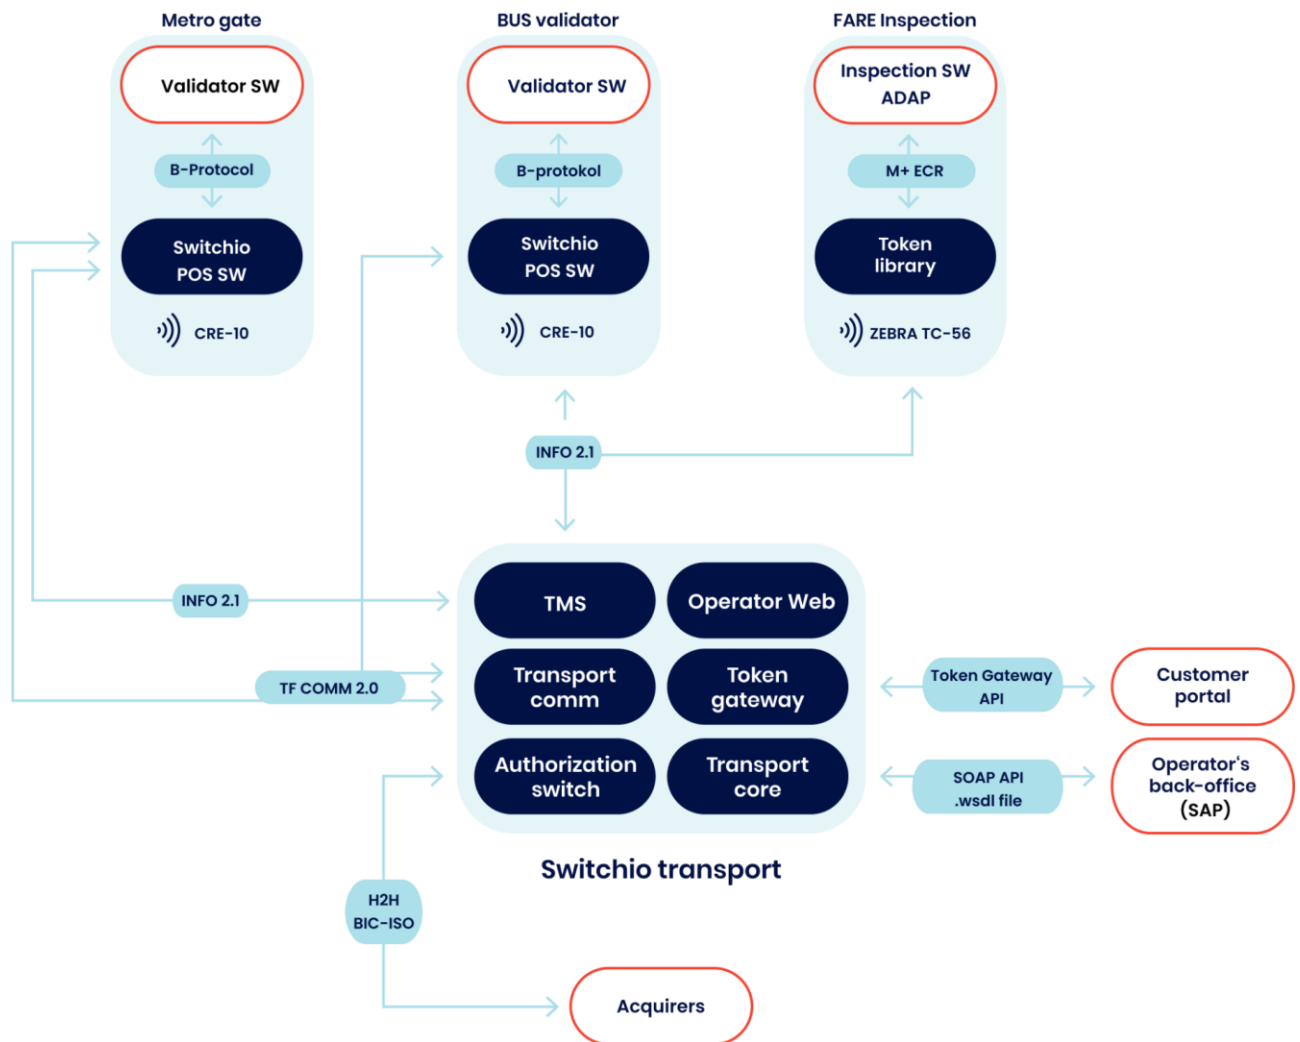 Metro gate
BUS validator
FARE Inspection
Validator SW
Validator SW
Inspection SW
ADAP
B-Protocol
B-protokol
M+ ECR
Switchio
POS SW
Switchio
POS SW
Token
library
CRE-10
CRE-10
ZEBRA TC-56
INFO 2.1
INFO 2.1
TF COMM 2.0
TMS
Operator Web
Transport
comm
Token
gateway
Authorization
switch
Transport
core
Token Gateway
API
Customer
portal
SOAP API
.wsdl file
Operator‘s
back-office
(SAP)
Switchio transport
H2H
BIC-ISO
Acquirers